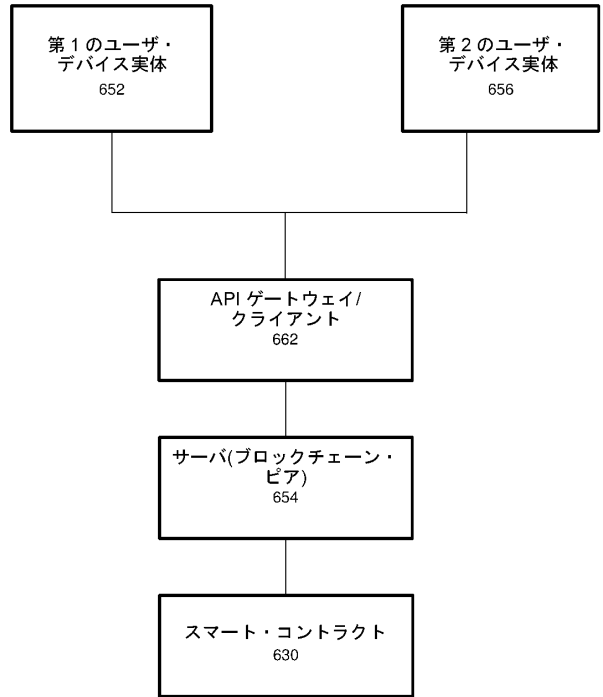 第１のユーザ・
デバイス実体
652
第２のユーザ・
デバイス実体
656
API ゲートウェイ/
クライアント
662
サーバ(ブロックチェーン・
ピア)
654
スマート・コントラクト
630